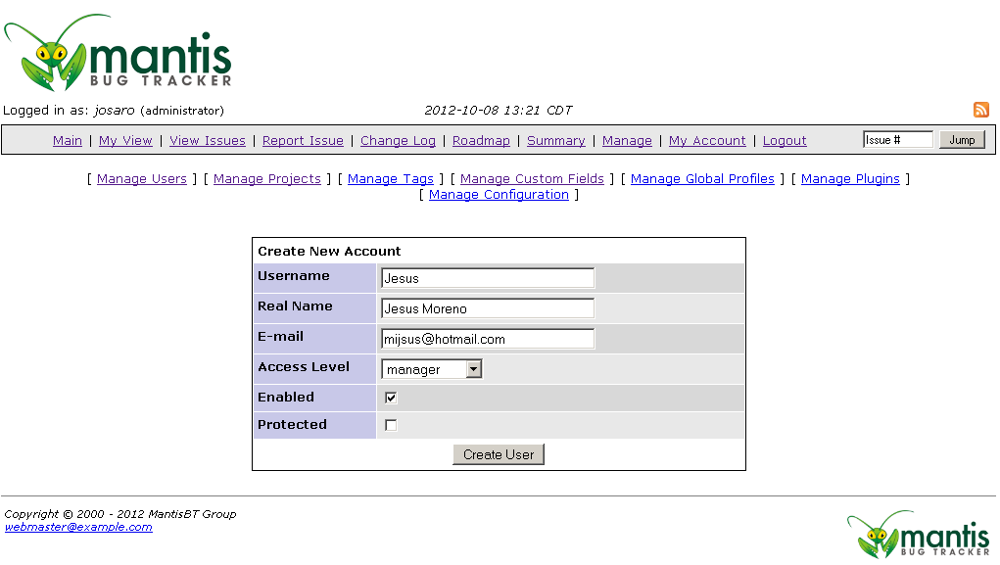 mantis
BUG TRACKER
Logged in as: josaro (administrator) 2012-10-08 13:21 CDT
Main | My View | View Issues | Report Issue | Change Log | Roadmap | Summary | Manage | My Account | Logout Issue # Jump
[ Manage Users ] [ Manage Projects ] [ Manage Tags ] [ Manage Custom Fields ] [ Manage Global Profiles ] [ Manage Plugins ]
[ Manage Configuration ]
Create New Account
Username Jesus
Real Name Jesus Moreno
E-mail mijsus@hotmail.com
Access Level manager
Enabled
Protected
Create User
Copyright © 2000 - 2012 MantisBT Group
webmaster@example.com
mantis
BUG TRACKER